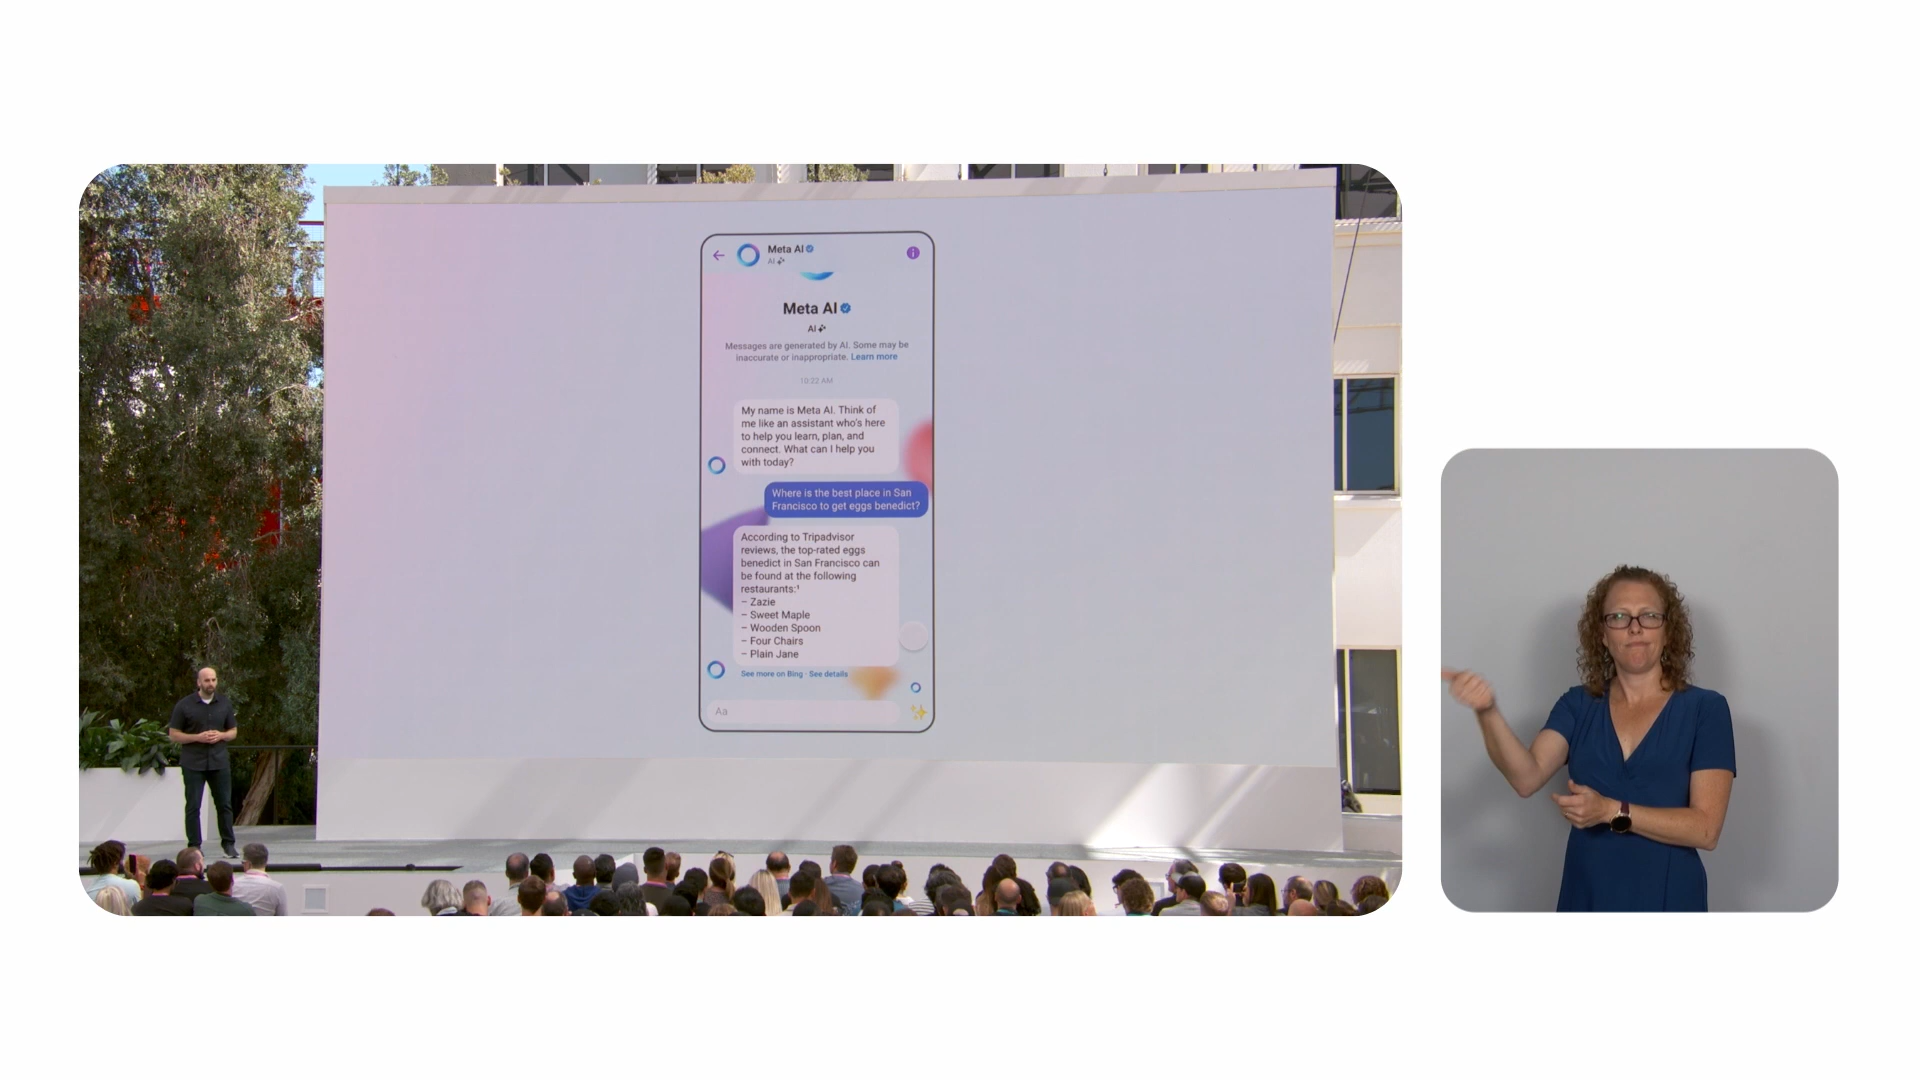 Meta AI
AI
Meta AI
AI
Messages are generated by AI. Some may be
inaccurate or inappropriate. Learn more
10:22 AM
My name is Meta AI. Think of
me like an assistant who's here
to help you learn, plan, and
connect. What can I help you
with today?
Where is the best place in San
Francisco to get eggs benedict?
According to Tripadvisor
reviews, the top-rated eggs
benedict in San Francisco can
be found at the following
restaurants:¹
– Zazie
– Sweet Maple
– Wooden Spoon
– Four Chairs
– Plain Jane
See more on Bing · See details
Aa